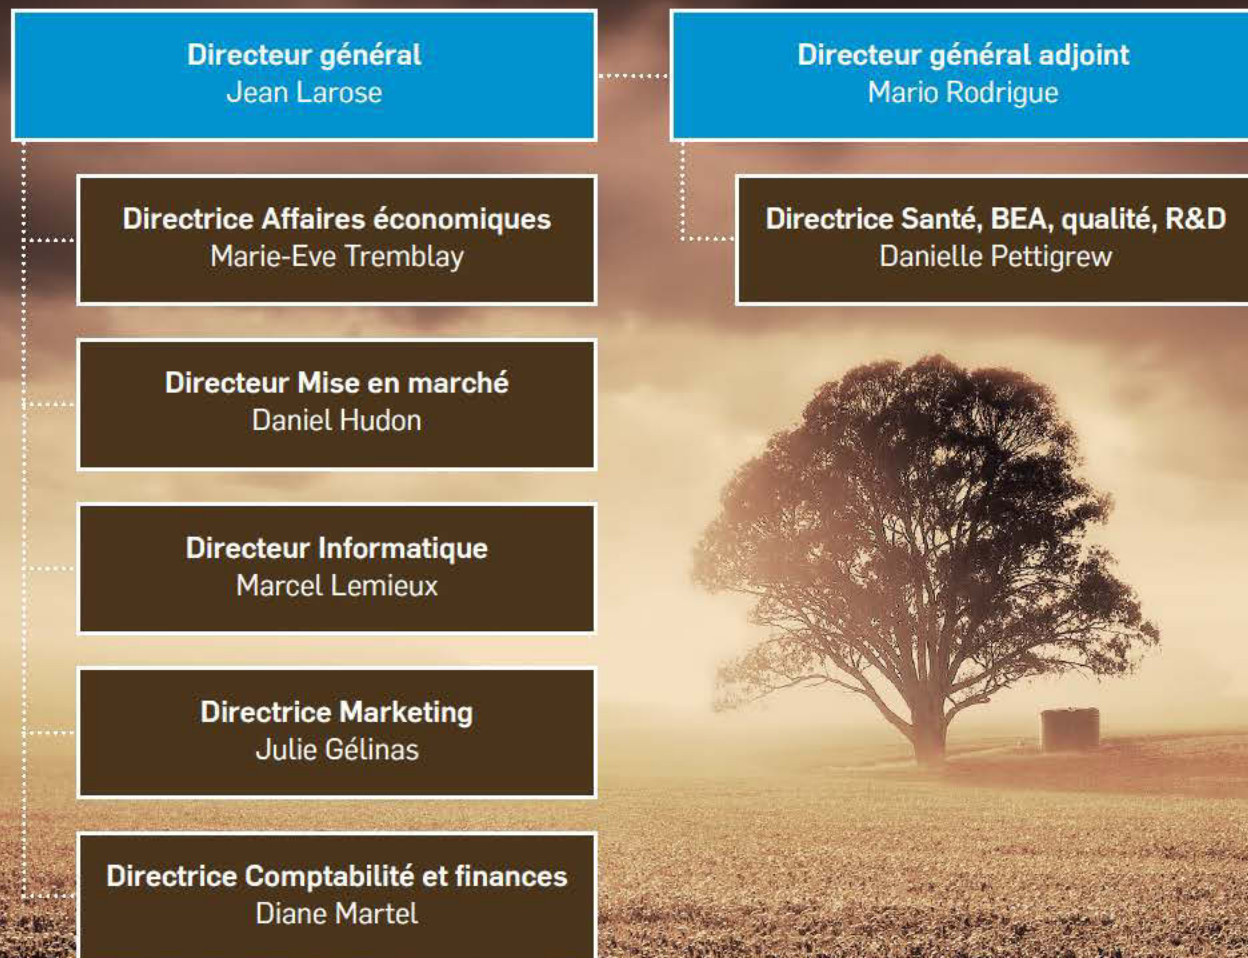 Directeur général
Jean Larose
Directeur général adjoint
Mario Rodrigue
Directrice Affaires économiques
Marie-Eve Tremblay
Directrice Santé, BEA, qualité, R&D
Danielle Pettigrew
Directeur Mise en marché
Daniel Hudon
Directeur Informatique
Marcel Lemieux
Directrice Marketing
Julie Gélinas
Directrice Comptabilité et finances
Diane Martel